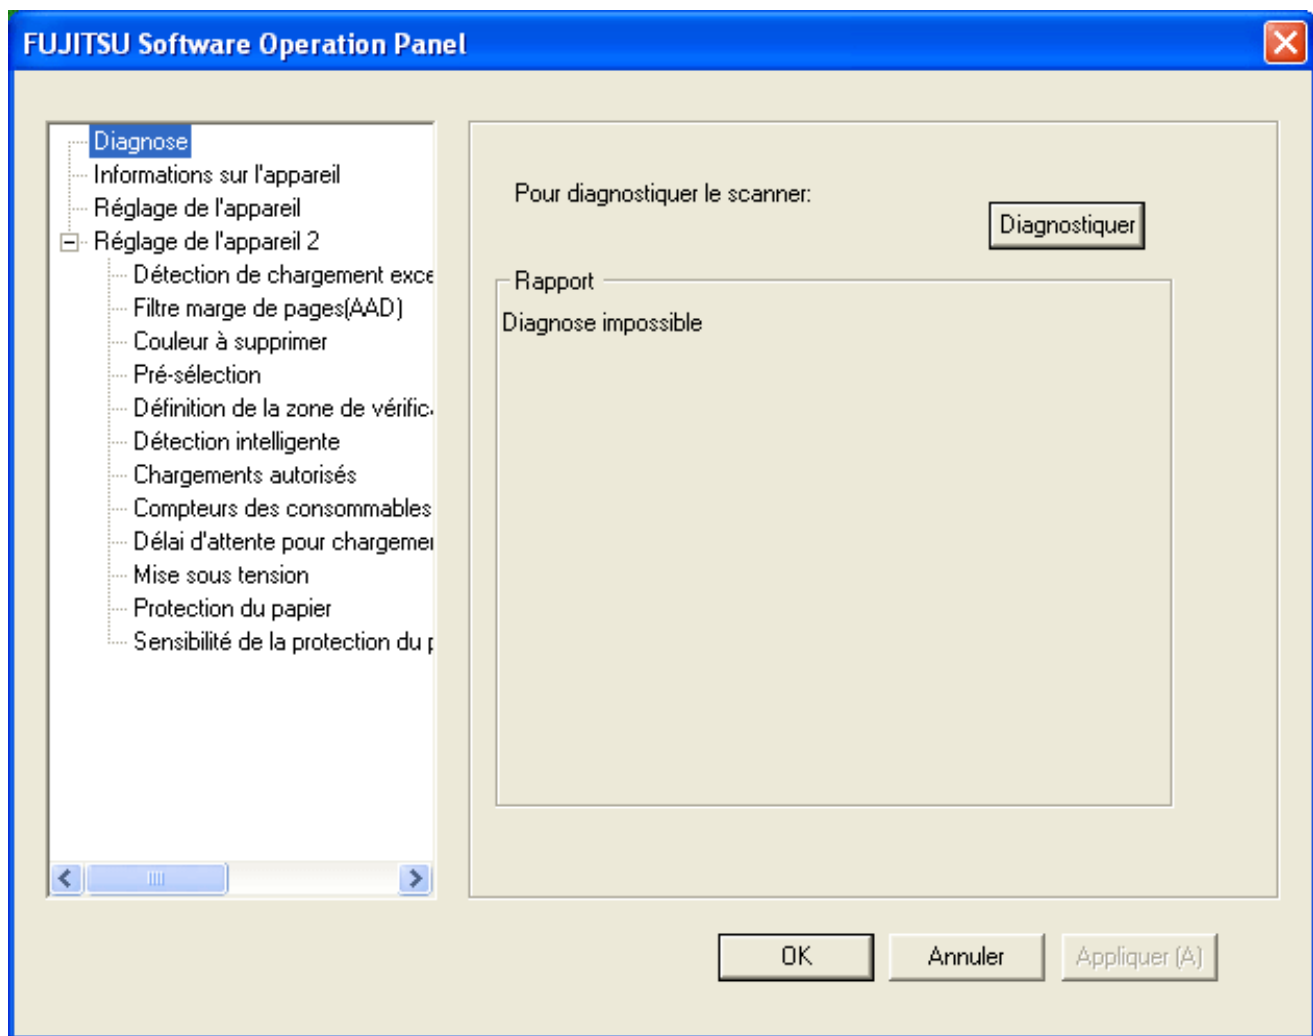 FUJITSU Software Operation Panel
Diagnose
Informations sur l'appareil
Réglage de l'appareil
Réglage de l'appareil 2
Détection de chargement exce
Filtre marge de pages(AAD)
Couleur à supprimer
Pré-sélection
Définition de la zone de vérific
Détection intelligente
Chargements autorisés
Compteurs des consommables
Délai d'attente pour chargeme
Mise sous tension
Protection du papier
Sensibilité de la protection du p
Pour diagnostiquer le scanner:
Diagnostiquer
Rapport
Diagnose impossible
OK
Annuler
Appliquer (A)